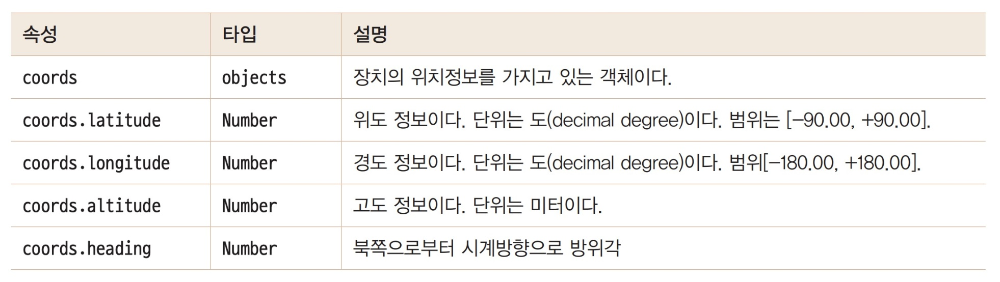 속성 타입 설명
coords objects 장치의 위치정보를 가지고 있는 객체이다.
coords.latitude Number 위도 정보이다. 단위는 도(decimal degree)이다. 범위는 [-90.00, +90.00].
coords.longitude Number 경도 정보이다. 단위는 도(decimal degree)이다. 범위[-180.00, +180.00].
coords.altitude Number 고도 정보이다. 단위는 미터이다.
coords.heading Number 북쪽으로부터 시계방향으로 방위각